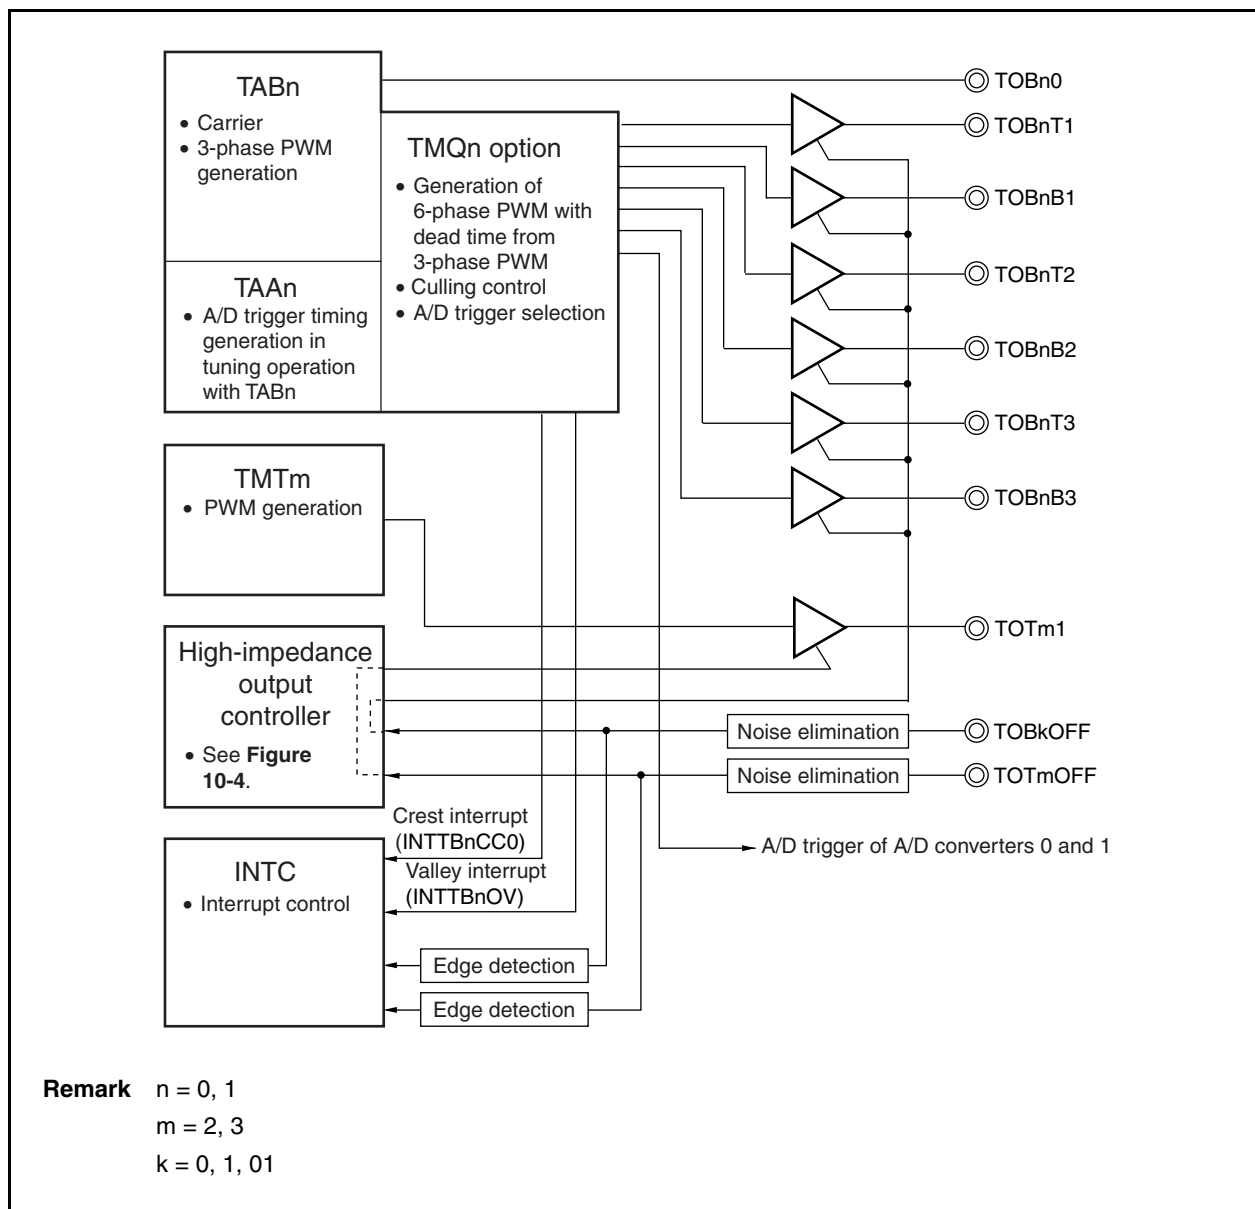 TABn
• Carrier
• 3-phase PWM
generation
TMQn option
• Generation of
6-phase PWM with
dead time from
3-phase PWM
• Culling control
• A/D trigger selection
TAAn
• A/D trigger timing
generation in
tuning operation
with TABn
TOBn0
TOBnT1
TOBnB1
TOBnT2
TOBnB2
TOBnT3
TOBnB3
TMTm
• PWM generation
TOTm1
High-impedance
output
controller
• See Figure
10-4.
Noise elimination
TOBkOFF
Noise elimination
TOTmOFF
Crest interrupt
(INTTBnCC0)
A/D trigger of A/D converters 0 and 1
INTC
• Interrupt control
Valley interrupt
(INTTBnOV)
Edge detection
Edge detection
Remark n = 0, 1
m = 2, 3
k = 0, 1, 01